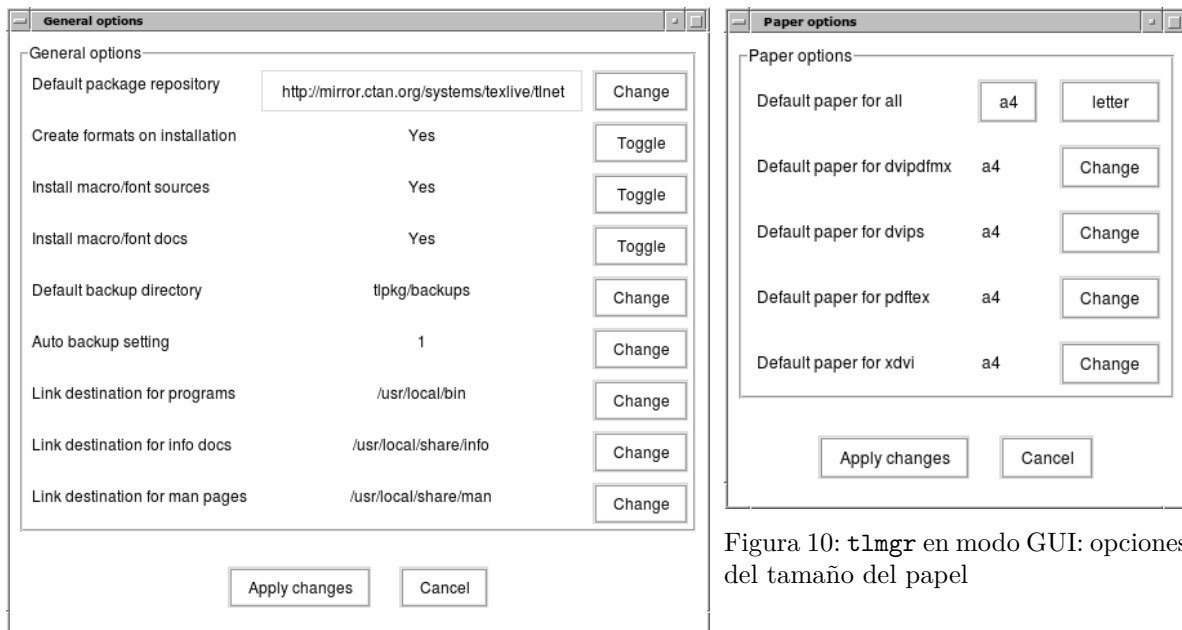 General options
General options
Default package repository http://mirror.ctan.org/systems/texlive/tlnet Change
Create formats on installation Yes Toggle
Install macro/font sources Yes Toggle
Install macro/font docs Yes Toggle
Default backup directory tlpkg/backups Change
Auto backup setting 1 Change
Link destination for programs /usr/local/bin Change
Link destination for info docs /usr/local/share/info Change
Link destination for man pages /usr/local/share/man Change
Apply changes Cancel
Paper options
Paper options
Default paper for all a4 letter
Default paper for dvipdfmx a4 Change
Default paper for dvips a4 Change
Default paper for pdftex a4 Change
Default paper for xdvi a4 Change
Apply changes Cancel
Figura 10: tlmgr en modo GUI: opciones
del tamaño del papel